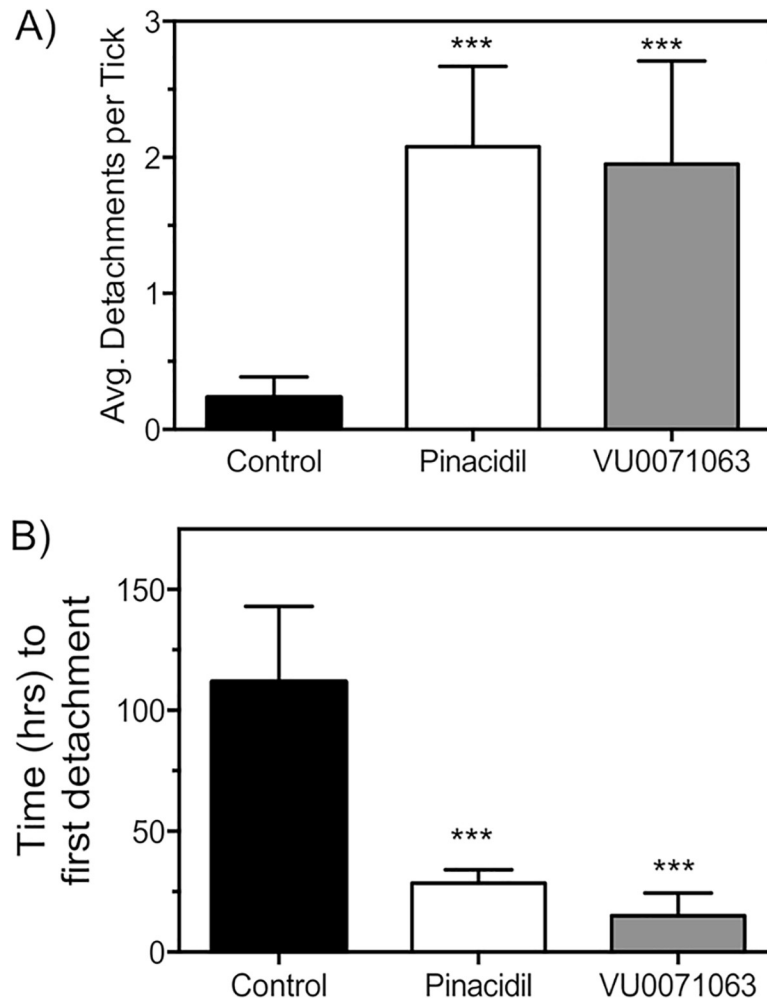 A)
Avg. Detachments per Tick
3
2
1
0
*** ***
Control Pinacidil VU0071063
B)
Time (hrs) to
first detachment
150
100
50
0
***
***
Control Pinacidil VU0071063